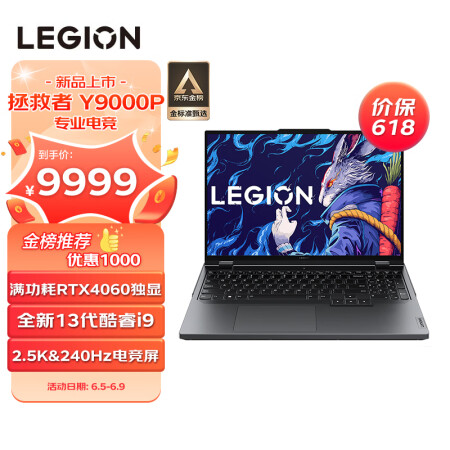 LEGION
新品上市
拯救者 Y9000P
专业电竞
到手价：
¥9999
金榜推荐
优惠1000
满功耗RTX4060独显
全新13代酷睿i9
2.5K&240Hz电竞屏
活动日期: 6.5-6.9
京东金榜
金标准甄选
价保
618
LEGION